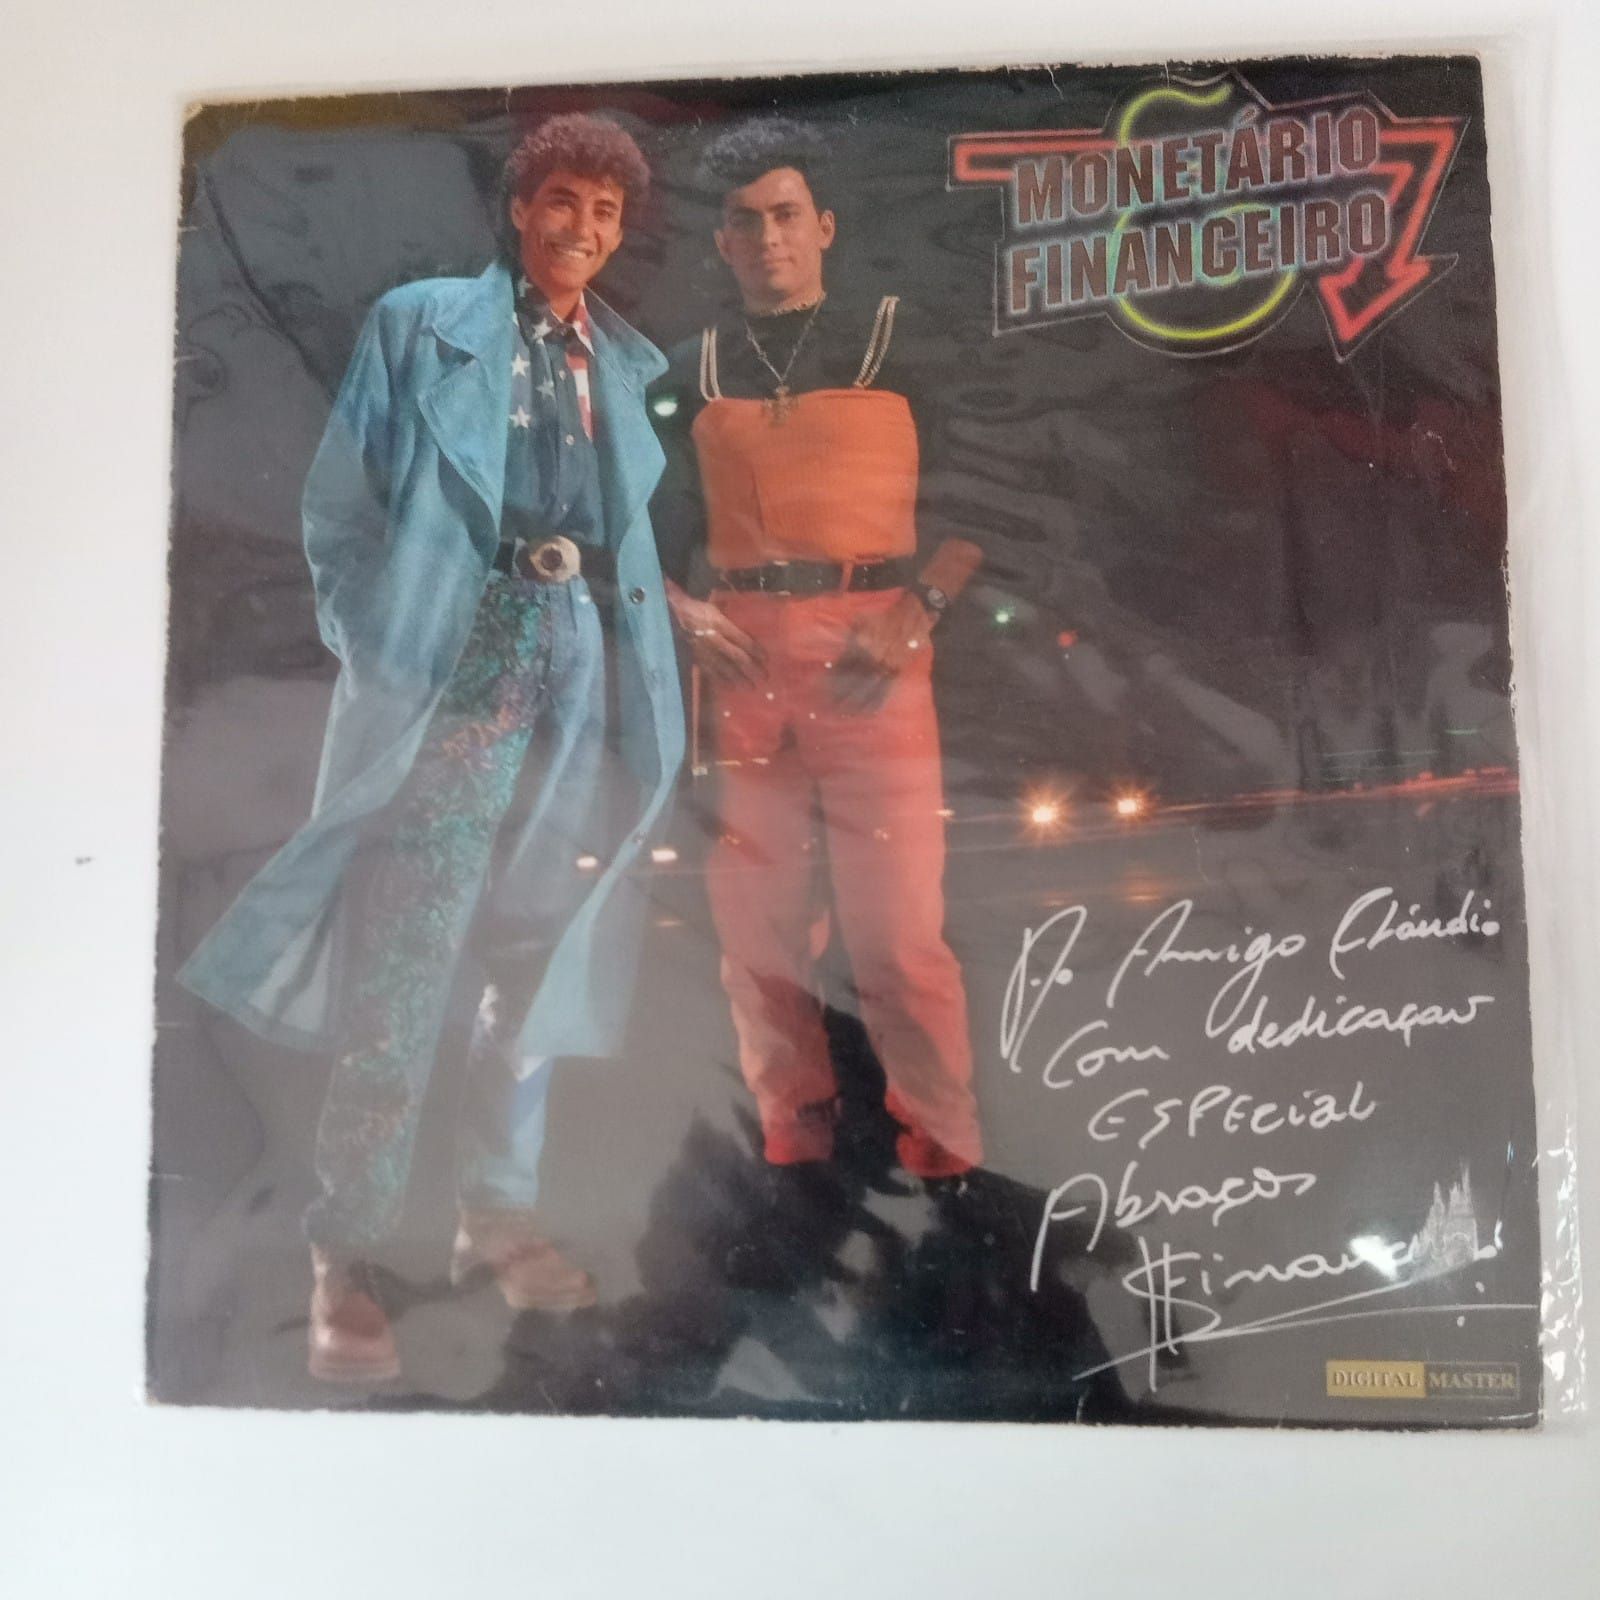 MONETÁRIO
FINANCEIRO
Ao Amigo Cláudio
Com dedicaçaõ
ESPEcial
Abraços
DIGITAL MASTER